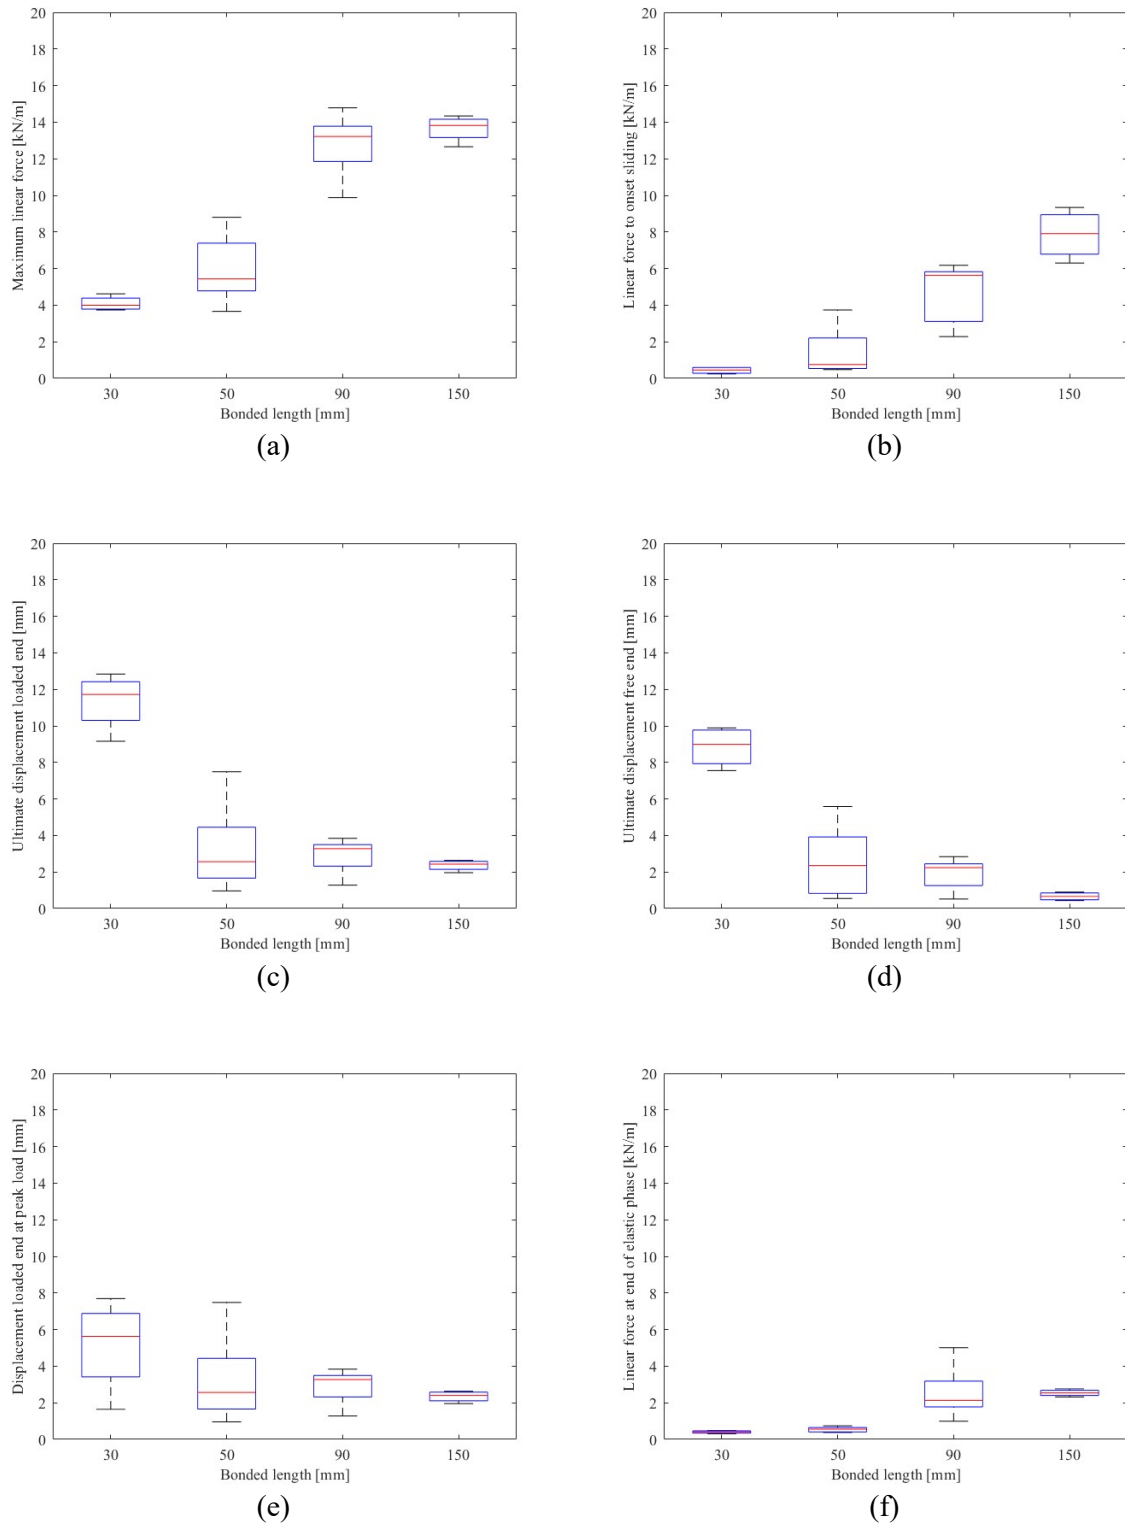 20
18
16
14
12
10
8
6
4
2
0
Maximum linear force [kN/m]
30 50 90 150
Bonded length [mm]
(a)
20
18
16
14
12
10
8
6
4
2
0
Linear force to onset sliding [kN/m]
30 50 90 150
Bonded length [mm]
(b)
20
18
16
14
12
10
8
6
4
2
0
Ultimate displacement loaded end [mm]
30 50 90 150
Bonded length [mm]
(c)
20
18
16
14
12
10
8
6
4
2
0
Ultimate displacement free end [mm]
30 50 90 150
Bonded length [mm]
(d)
20
18
16
14
12
10
8
6
4
2
0
Displacement loaded end at peak load [mm]
30 50 90 150
Bonded length [mm]
(e)
20
18
16
14
12
10
8
6
4
2
0
Linear force at end of elastic phase [kN/m]
30 50 90 150
Bonded length [mm]
(f)